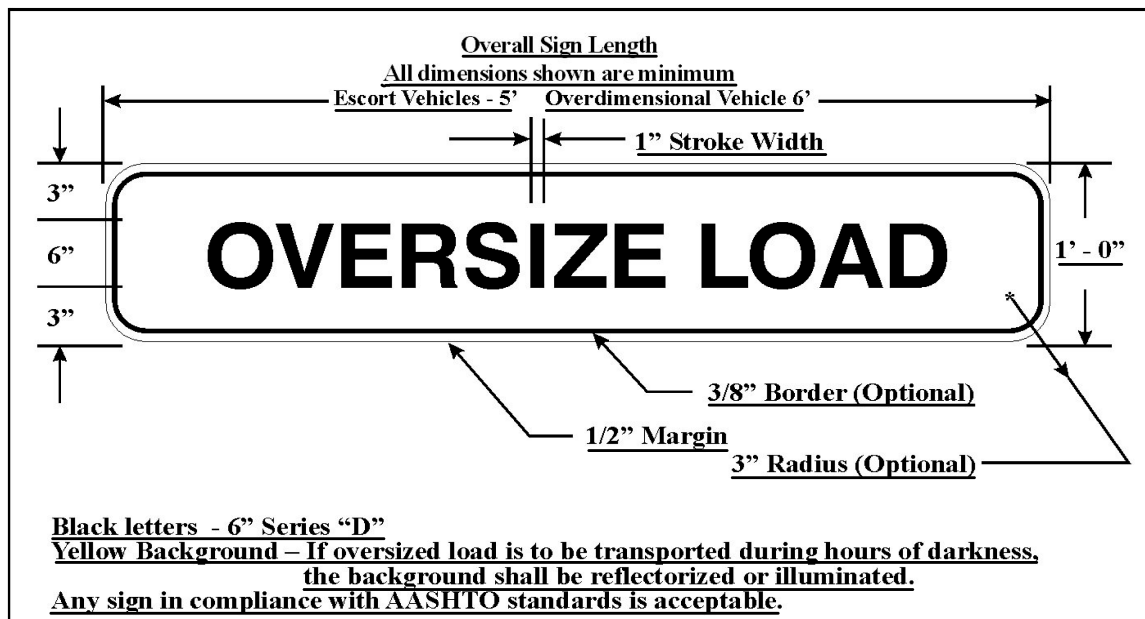 Overall Sign Length
All dimensions shown are minimum
Escort Vehicles - 5’ Overdimensional Vehicle 6’
1” Stroke Width
3”
6”
3”
OVERSIZE LOAD
1’ - 0”
*
3/8” Border (Optional)
1/2” Margin
3” Radius (Optional)
Black letters - 6” Series “D”
Yellow Background – If oversized load is to be transported during hours of darkness,
the background shall be reflectorized or illuminated.
Any sign in compliance with AASHTO standards is acceptable.